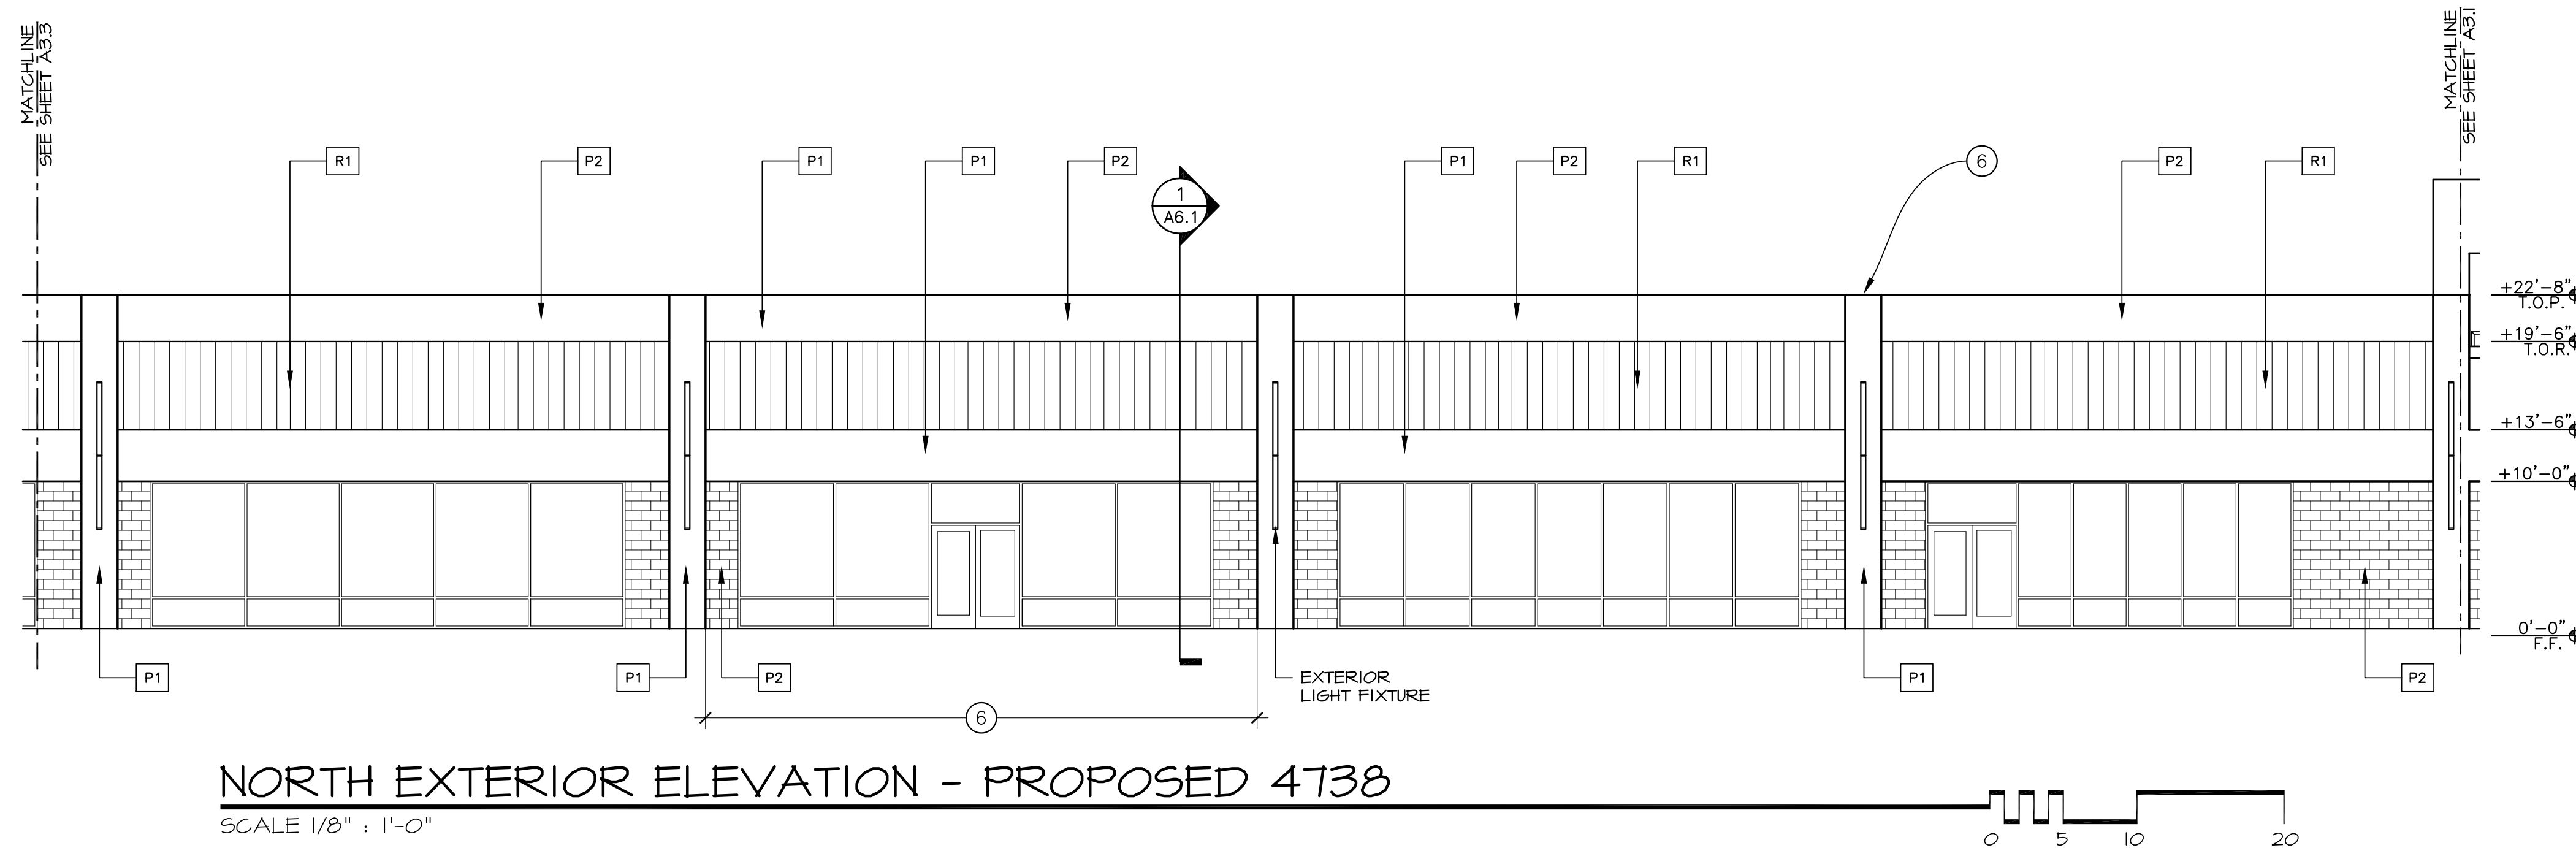 MATCHLINE
SEE SHEET A3.3
MATCHLINE
SEE SHEET A3.1
R1
P2
P1
P1
P2
P1
P2
R1
6
P2
R1
1
A6.1
+22'-8"
T.O.P.
+19'-6"
T.O.R.
+13'-6"
+10'-0"
0'-0"
F.F.
P1
P1
P2
EXTERIOR
LIGHT FIXTURE
P1
P2
6
NORTH EXTERIOR ELEVATION - PROPOSED 4738
SCALE 1/8" : 1'-0"
0 5 10 20